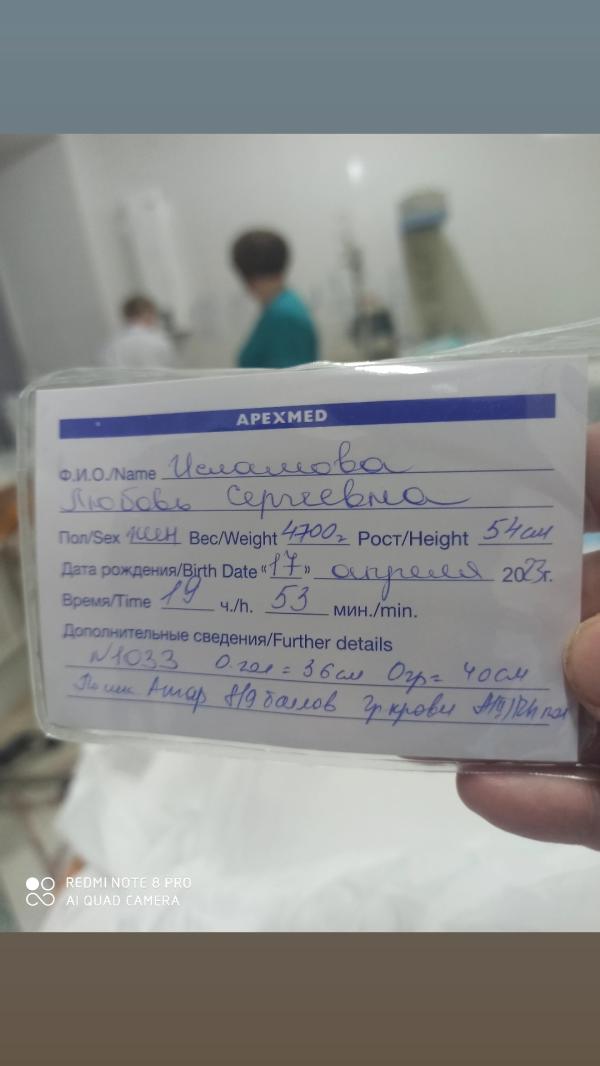 APEXMED
Ф.И.О./Name Исламова
Любовь Сергеевна
Пол/Sex жен Вес/Weight 4700г Рост/Height 54см
Дата рождения/Birth Date «17» апреля 2023г.
Время/Time 19 ч./h. 53 мин./min.
Дополнительные сведения/Further details
N1033 О.гол = 36см Огр = 40см
Апгар 8/9 баллов Гр крови
REDMI NOTE 8 PRO
AI QUAD CAMERA